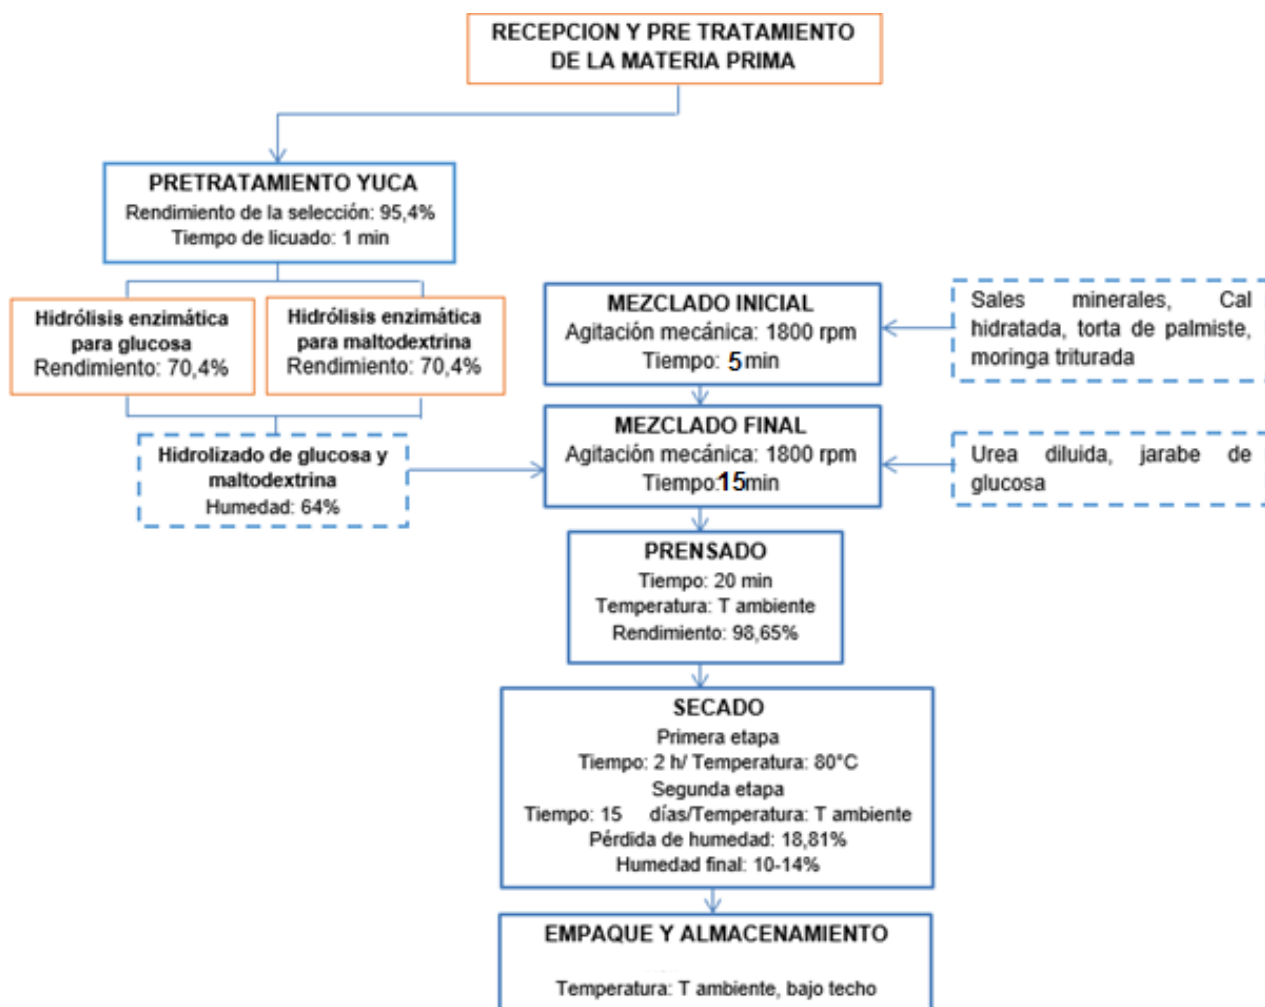 RECEPCION Y PRE TRATAMIENTO
DE LA MATERIA PRIMA
PRETRATAMIENTO YUCA
Rendimiento de la selección: 95,4%
Tiempo de licuado: 1 min
Hidrólisis enzimática
para glucosa
Rendimiento: 70,4%
Hidrólisis enzimática
para maltodextrina
Rendimiento: 70,4%
Hidrolizado de glucosa y
maltodextrina
Humedad: 64%
MEZCLADO INICIAL
Agitación mecánica: 1800 rpm
Tiempo: 5 min
Sales minerales, Cal
hidratada, torta de palmiste,
moringa triturada
MEZCLADO FINAL
Agitación mecánica: 1800 rpm
Tiempo:15min
Urea diluida, jarabe de
glucosa
PRENSADO
Tiempo: 20 min
Temperatura: T ambiente
Rendimiento: 98,65%
SECADO
Primera etapa
Tiempo: 2 h/ Temperatura: 80°C
Segunda etapa
Tiempo: 15 días/Temperatura: T ambiente
Pérdida de humedad: 18,81%
Humedad final: 10-14%
EMPAQUE Y ALMACENAMIENTO
Temperatura: T ambiente, bajo techo